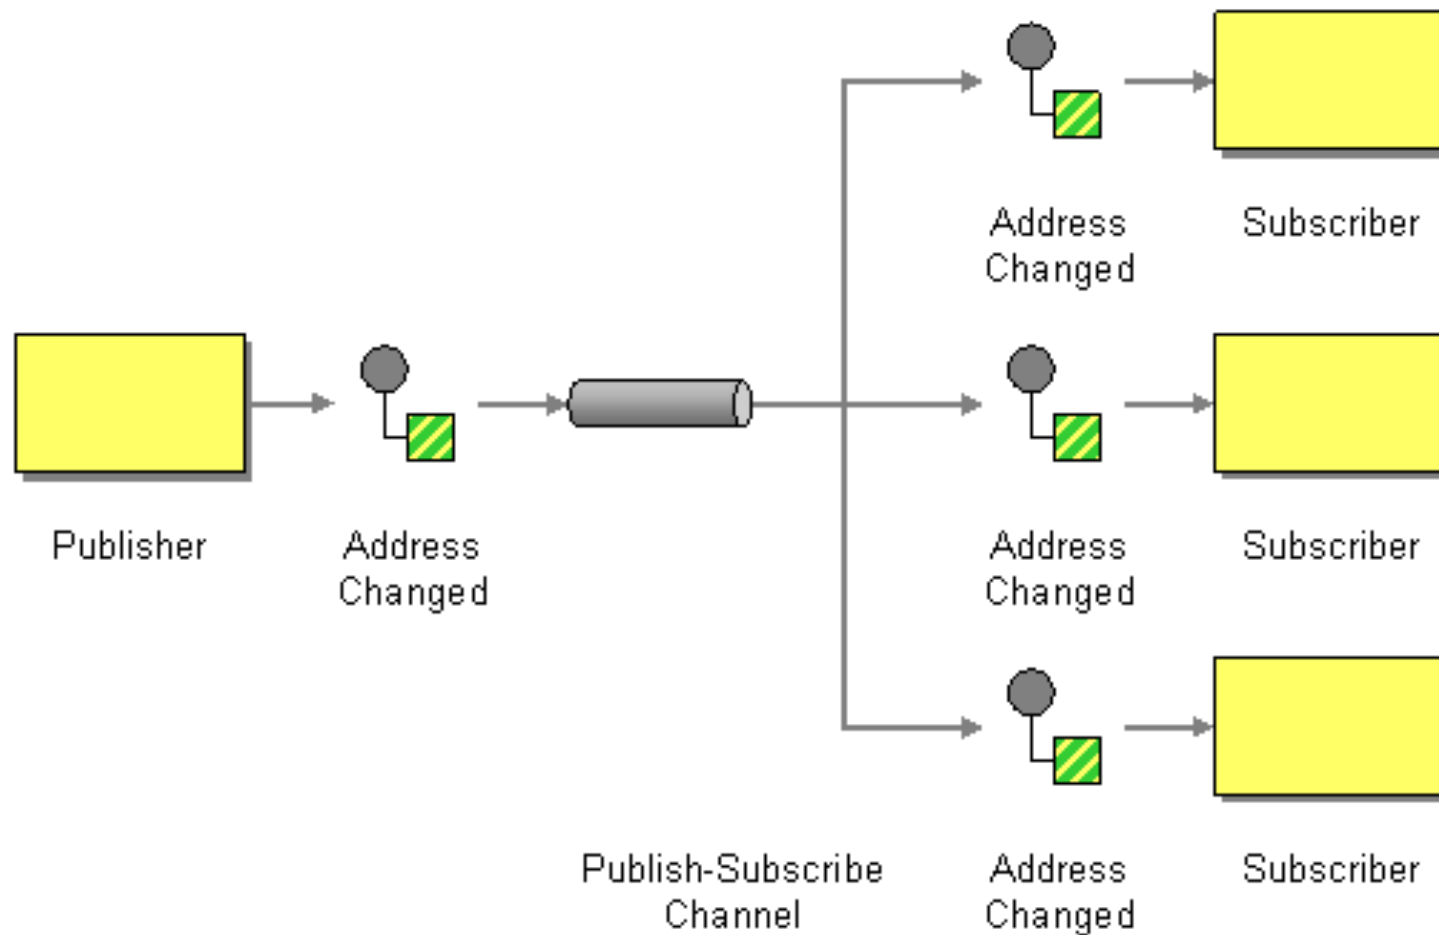 Address
Changed
Subscriber
Publisher
Address
Changed
Address
Changed
Subscriber
Publish-Subscribe
Channel
Address
Changed
Subscriber